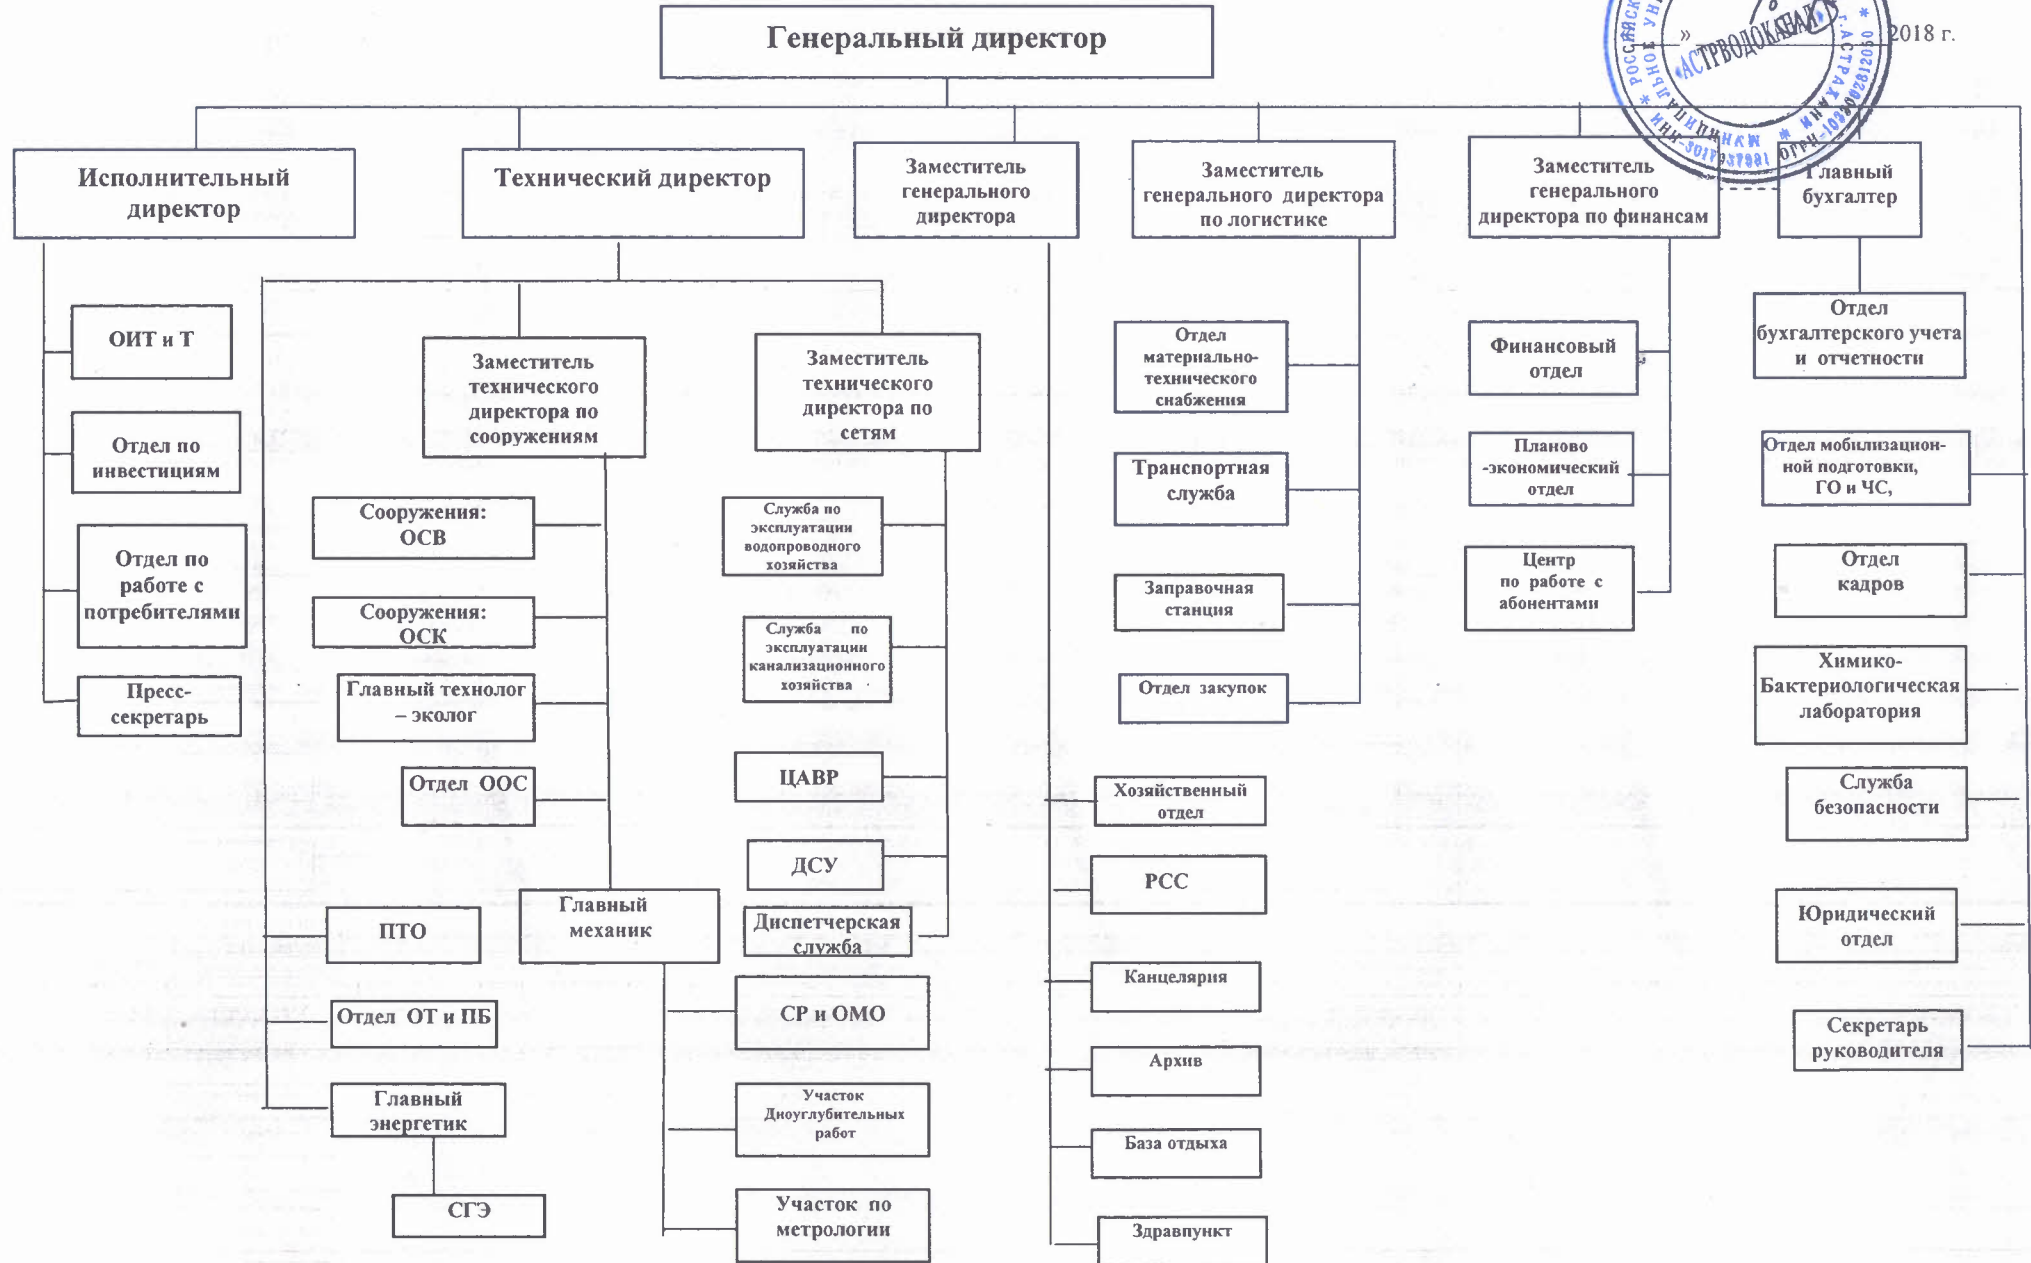 Генеральный директор
» 2018 г.
«АСТРВОДОКАНАЛ»
Исполнительный
директор
Технический директор
Заместитель
генерального
директора
Заместитель
генерального директора
по логистике
Заместитель
генерального
директора по финансам
Главный
бухгалтер
ОИТ и Т
Отдел по
инвестициям
Отдел по
работе с
потребителями
Пресс-
секретарь
Заместитель
технического
директора по
сооружениям
Сооружения:
ОСВ
Сооружения:
ОСК
Главный технолог
– эколог
Отдел ООС
Главный
механик
ПТО
Отдел ОТ и ПБ
Главный
энергетик
СГЭ
Заместитель
технического
директора по
сетям
Служба по
эксплуатации
водопроводного
хозяйства
Служба по
эксплуатации
канализационного
хозяйства
ЦАВР
ДСУ
Диспетчерская
служба
СР и ОМО
Участок
Дноуглубительных
работ
Участок по
метрологии
Отдел
материально-
технического
снабжения
Транспортная
служба
Заправочная
станция
Отдел закупок
Хозяйственный
отдел
РСС
Канцелярия
Архив
База отдыха
Здравпункт
Финансовый
отдел
Планово
-экономический
отдел
Центр
по работе с
абонентами
Отдел
бухгалтерского учета
и отчетности
Отдел мобилизацион-
ной подготовки,
ГО и ЧС,
Отдел
кадров
Химико-
Бактериологическая
лаборатория
Служба
безопасности
Юридический
отдел
Секретарь
руководителя